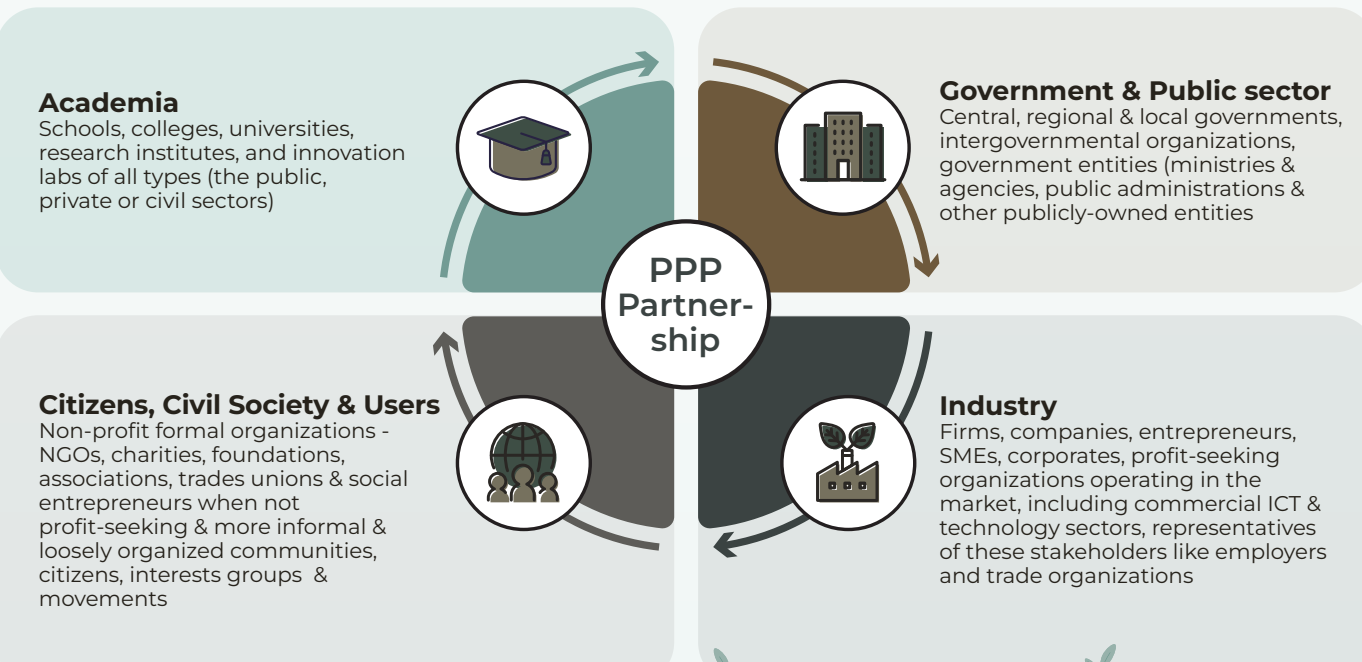 Academia
Schools, colleges, universities,
research institutes, and innovation
labs of all types (the public,
private or civil sectors)
Government & Public sector
Central, regional & local governments,
intergovernmental organizations,
government entities (ministries &
agencies, public administrations &
other publicly-owned entities
PPP
Partner-
ship
Citizens, Civil Society & Users
Non-profit formal organizations -
NGOs, charities, foundations,
associations, trades unions & social
entrepreneurs when not
profit-seeking & more informal &
loosely organized communities,
citizens, interests groups  &
movements
Industry
Firms, companies, entrepreneurs,
SMEs, corporates, profit-seeking
organizations operating in the
market, including commercial ICT &
technology sectors, representatives
of these stakeholders like employers
and trade organizations